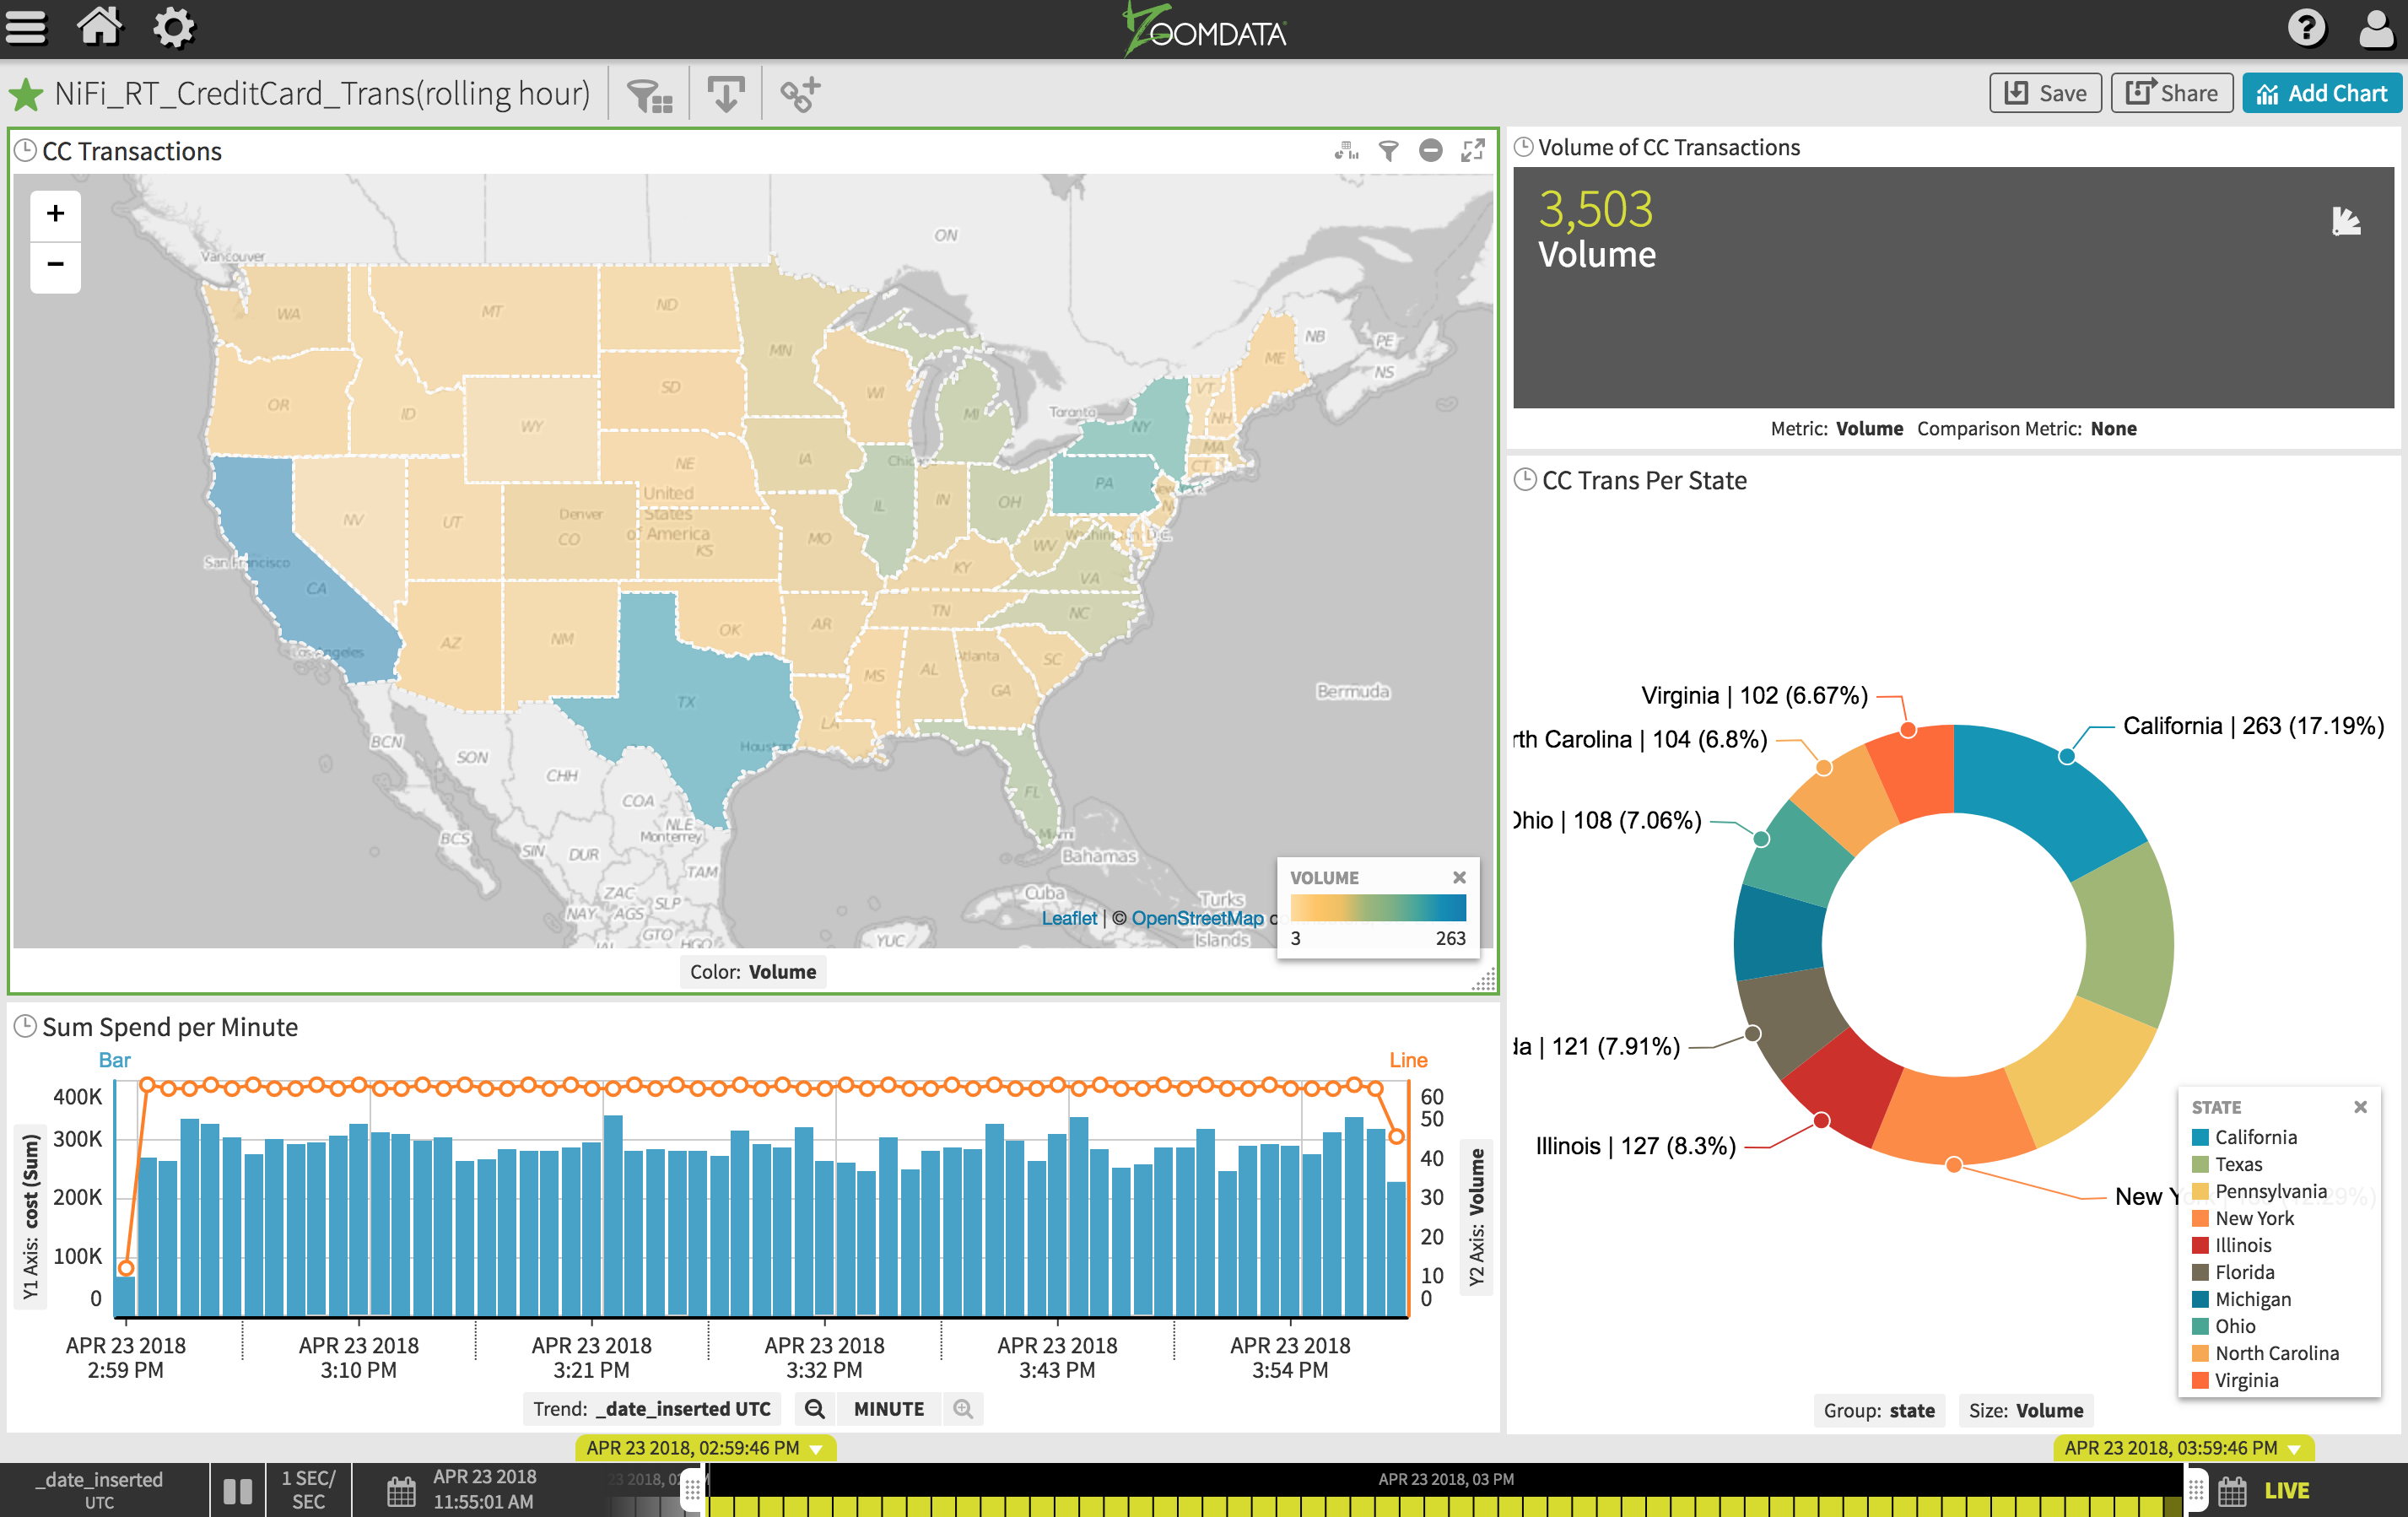 ZOOMDATA
NiFi_RT_CreditCard_Trans(rolling hour)
Save
Share
Add Chart
CC Transactions
+
−
Vancouver
ON
WA
MT
ND
MN
NB
PE
ME
NS
OR
ID
SD
WI
MI
Toronto
VT
NH
WY
NY
MA
CT
NE
IA
Chicago
PA
United
States
of America
NV
UT
Denver
CO
KS
IL
IN
OH
MO
WV
Washington, D.C.
San Francisco
CA
KY
VA
TN
NC
AZ
NM
OK
AR
Los Angeles
MS
AL
Atlanta
SC
GA
TX
LA
Houston
Bermuda
BCN
SON
CHH
COA
FL
NLE
Monterrey
Miami
BCS
SIN
DUR
Bahamas
TAM
ZAC
SLP
NAY
AGS
Cuba
Turks
Islands
GTO
HGO
YUC
Leaflet | © OpenStreetMap c
VOLUME
3
263
Color: Volume
Volume of CC Transactions
3,503
Volume
Metric: Volume Comparison Metric: None
CC Trans Per State
Virginia | 102 (6.67%)
California | 263 (17.19%)
rth Carolina | 104 (6.8%)
Ohio | 108 (7.06%)
da | 121 (7.91%)
Illinois | 127 (8.3%)
New Y
STATE
California
Texas
Pennsylvania
New York
Illinois
Florida
Michigan
Ohio
North Carolina
Virginia
Group: state
Size: Volume
Sum Spend per Minute
Bar
Line
400K
300K
200K
100K
0
Y1 Axis: cost (Sum)
60
50
40
30
20
10
0
Y2 Axis: Volume
APR 23 2018
2:59 PM
APR 23 2018
3:10 PM
APR 23 2018
3:21 PM
APR 23 2018
3:32 PM
APR 23 2018
3:43 PM
APR 23 2018
3:54 PM
Trend: _date_inserted UTC
MINUTE
APR 23 2018, 02:59:46 PM
APR 23 2018, 03:59:46 PM
_date_inserted
UTC
1 SEC/
SEC
APR 23 2018
11:55:01 AM
APR 23 2018, 03 PM
LIVE